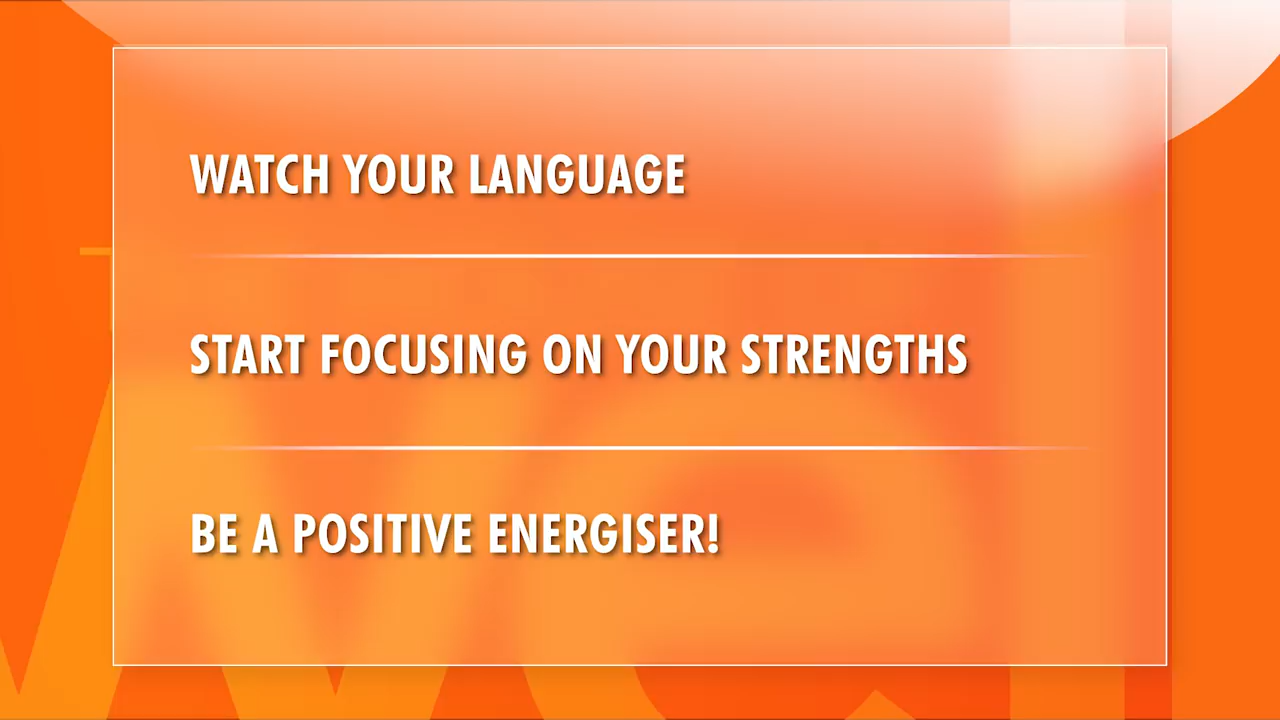 WATCH YOUR LANGUAGE
START FOCUSING ON YOUR STRENGTHS
BE A POSITIVE ENERGISER!